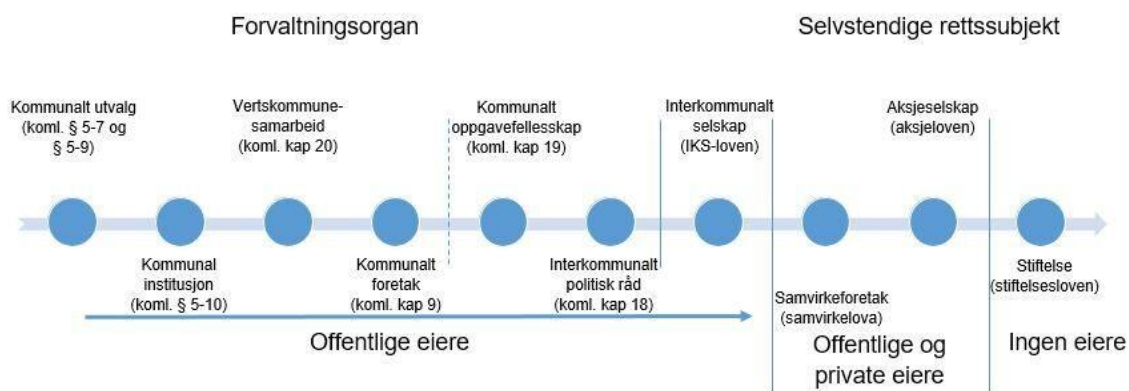 Forvaltningsorgan
Selvstendige rettssubjekt
Kommunalt utvalg
(koml. § 5-7 og
§ 5-9)
Vertskommune-
samarbeid
(koml. kap 20)
Kommunalt
oppgavefellesskap
(koml. kap 19)
Interkommunalt
selskap
(IKS-loven)
Aksjeselskap
(aksjeloven)
Kommunal
institusjon
(koml. § 5-10)
Kommunalt
foretak
(koml. kap 9)
Interkommunalt
politisk råd
(koml. kap 18)
Samvirkeforetak
(samvirkelova)
Stiftelse
(stiftelsesloven)
Offentlige eiere
Offentlige og
private eiere
Ingen eiere